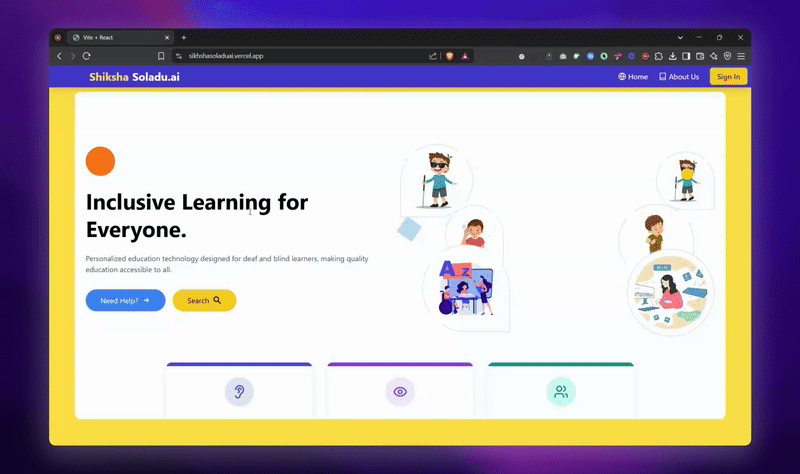 Vite + React
sikhshasoladuai.vercel.app
Shiksha Soladu.ai
Home
About Us
Sign In
Inclusive Learning for
Everyone.
Personalized education technology designed for deaf and blind learners, making quality
education accessible to all.
Need Help?
Search
A Z